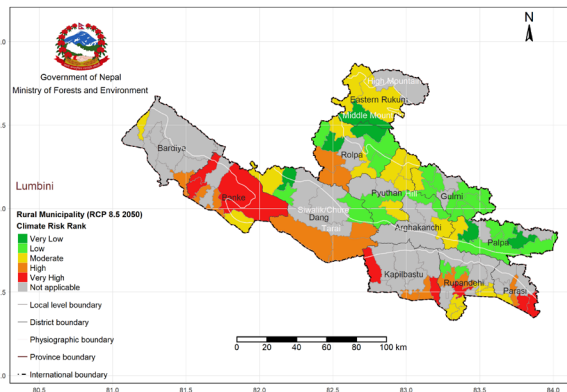 N
Government of Nepal
Ministry of Forests and Environment
High Mountain
Eastern Rukum
Middle Mountain
Bardiya
Rolpa
Lumbini
Banke
Pyuthan
Gulmi
Siwalik/Chure
Dang
Tarai
Arghakanchi
Palpa
Kapilbastu
Rupandehi
Parasi
Rural Municipality (RCP 8.5 2050)
Climate Risk Rank
Very Low
Low
Moderate
High
Very High
Not applicable
Local level boundary
District boundary
Physiographic boundary
Province boundary
International boundary
0 20 40 60 80 100 km
80.5 81.0 81.5 82.0 82.5 83.0 83.5 84.0